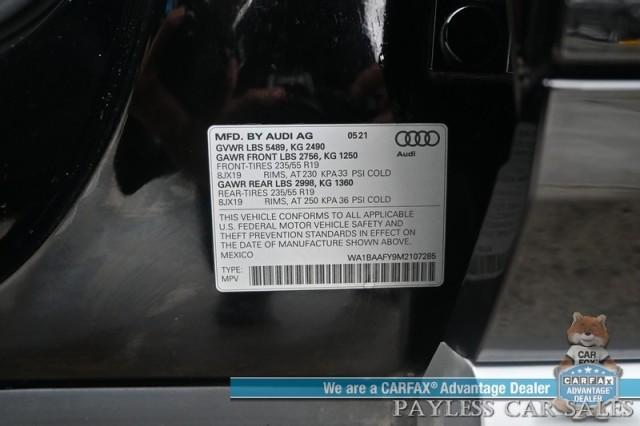 MFD. BY AUDI AG 05 21
GVWR LBS 5489, KG 2490
GAWR FRONT LBS 2756, KG 1250
FRONT-TIRES 235/55 R19
8JX19 RIMS, AT 230 KPA 33 PSI COLD
GAWR REAR LBS 2998, KG 1360
REAR-TIRES 235/55 R19
8JX19 RIMS, AT 250 KPA 36 PSI COLD
Audi
THIS VEHICLE CONFORMS TO ALL APPLICABLE
U.S. FEDERAL MOTOR VEHICLE SAFETY AND
THEFT PREVENTION STANDARDS IN EFFECT ON
THE DATE OF MANUFACTURE SHOWN ABOVE.
MEXICO WA1BAAFY9M2107285
TYPE:
MPV
CAR FOX
We are a CARFAX® Advantage Dealer
CARFAX
ADVANTAGE
DEALER
PAYLESS CAR SALES